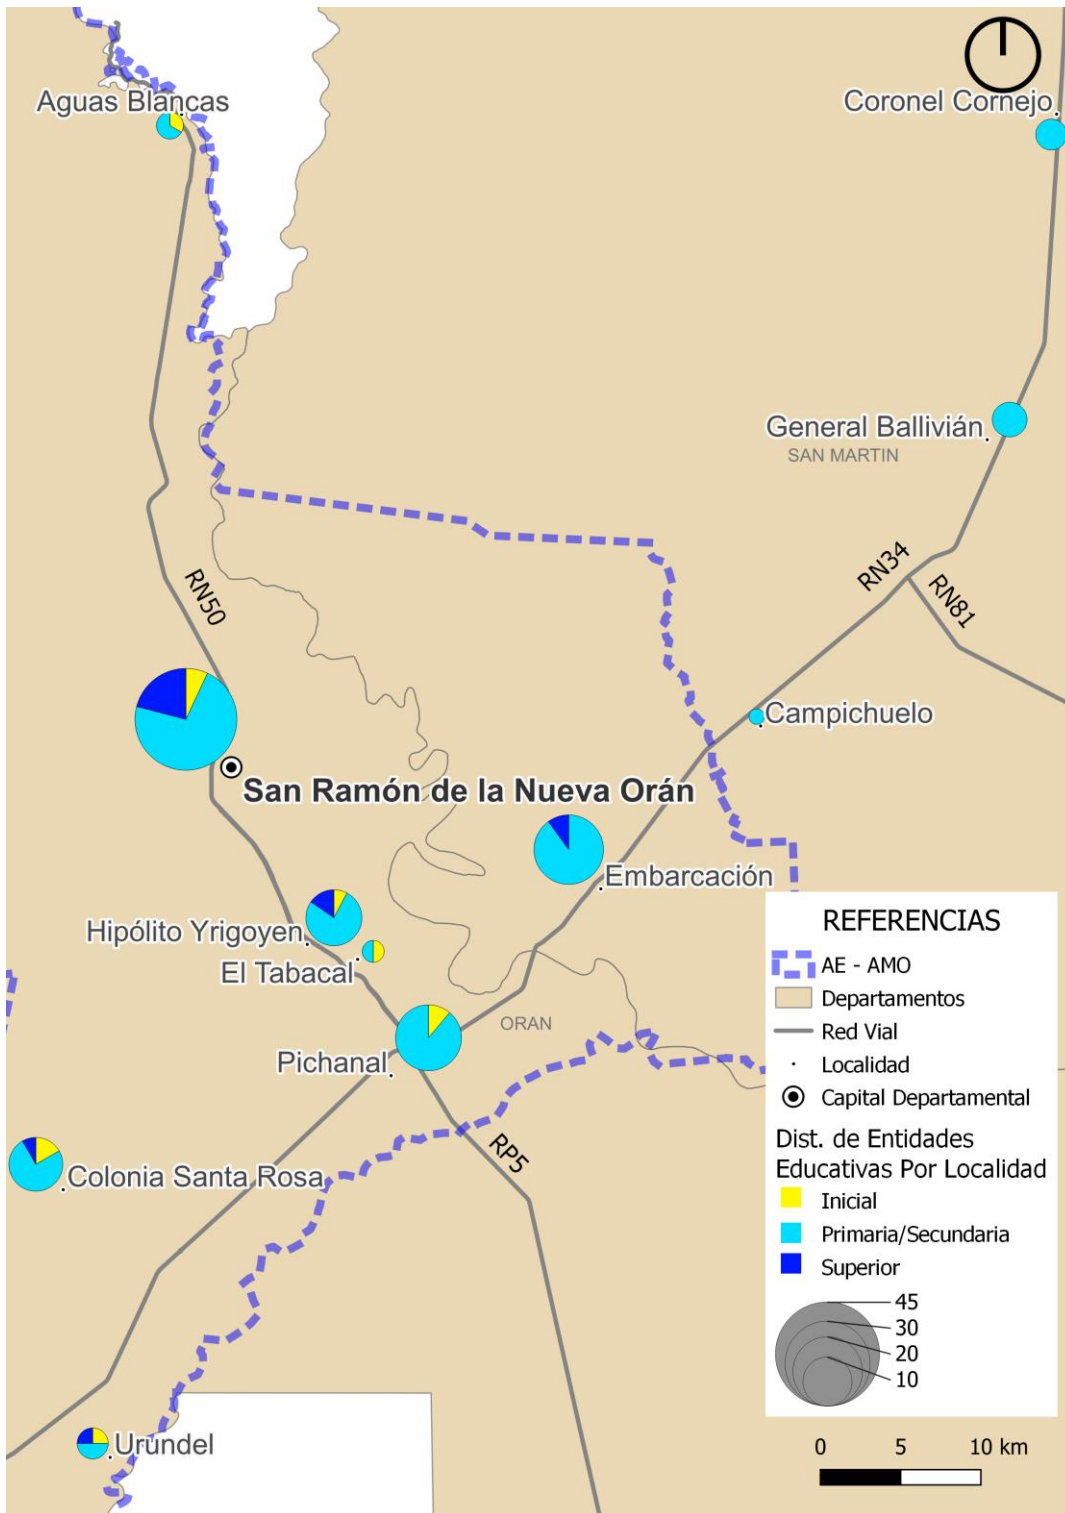 Aguas Blancas
Coronel Cornejo
General Ballivián
SAN MARTIN
RN50
RN34
RN81
Campichuelo
San Ramón de la Nueva Orán
Embarcación
Hipólito Yrigoyen
El Tabacal
ORAN
Pichanal
RP5
Colonia Santa Rosa
Urundel
REFERENCIAS
AE - AMO
Departamentos
Red Vial
Localidad
Capital Departamental
Dist. de Entidades
Educativas Por Localidad
Inicial
Primaria/Secundaria
Superior
45
30
20
10
0 5 10 km